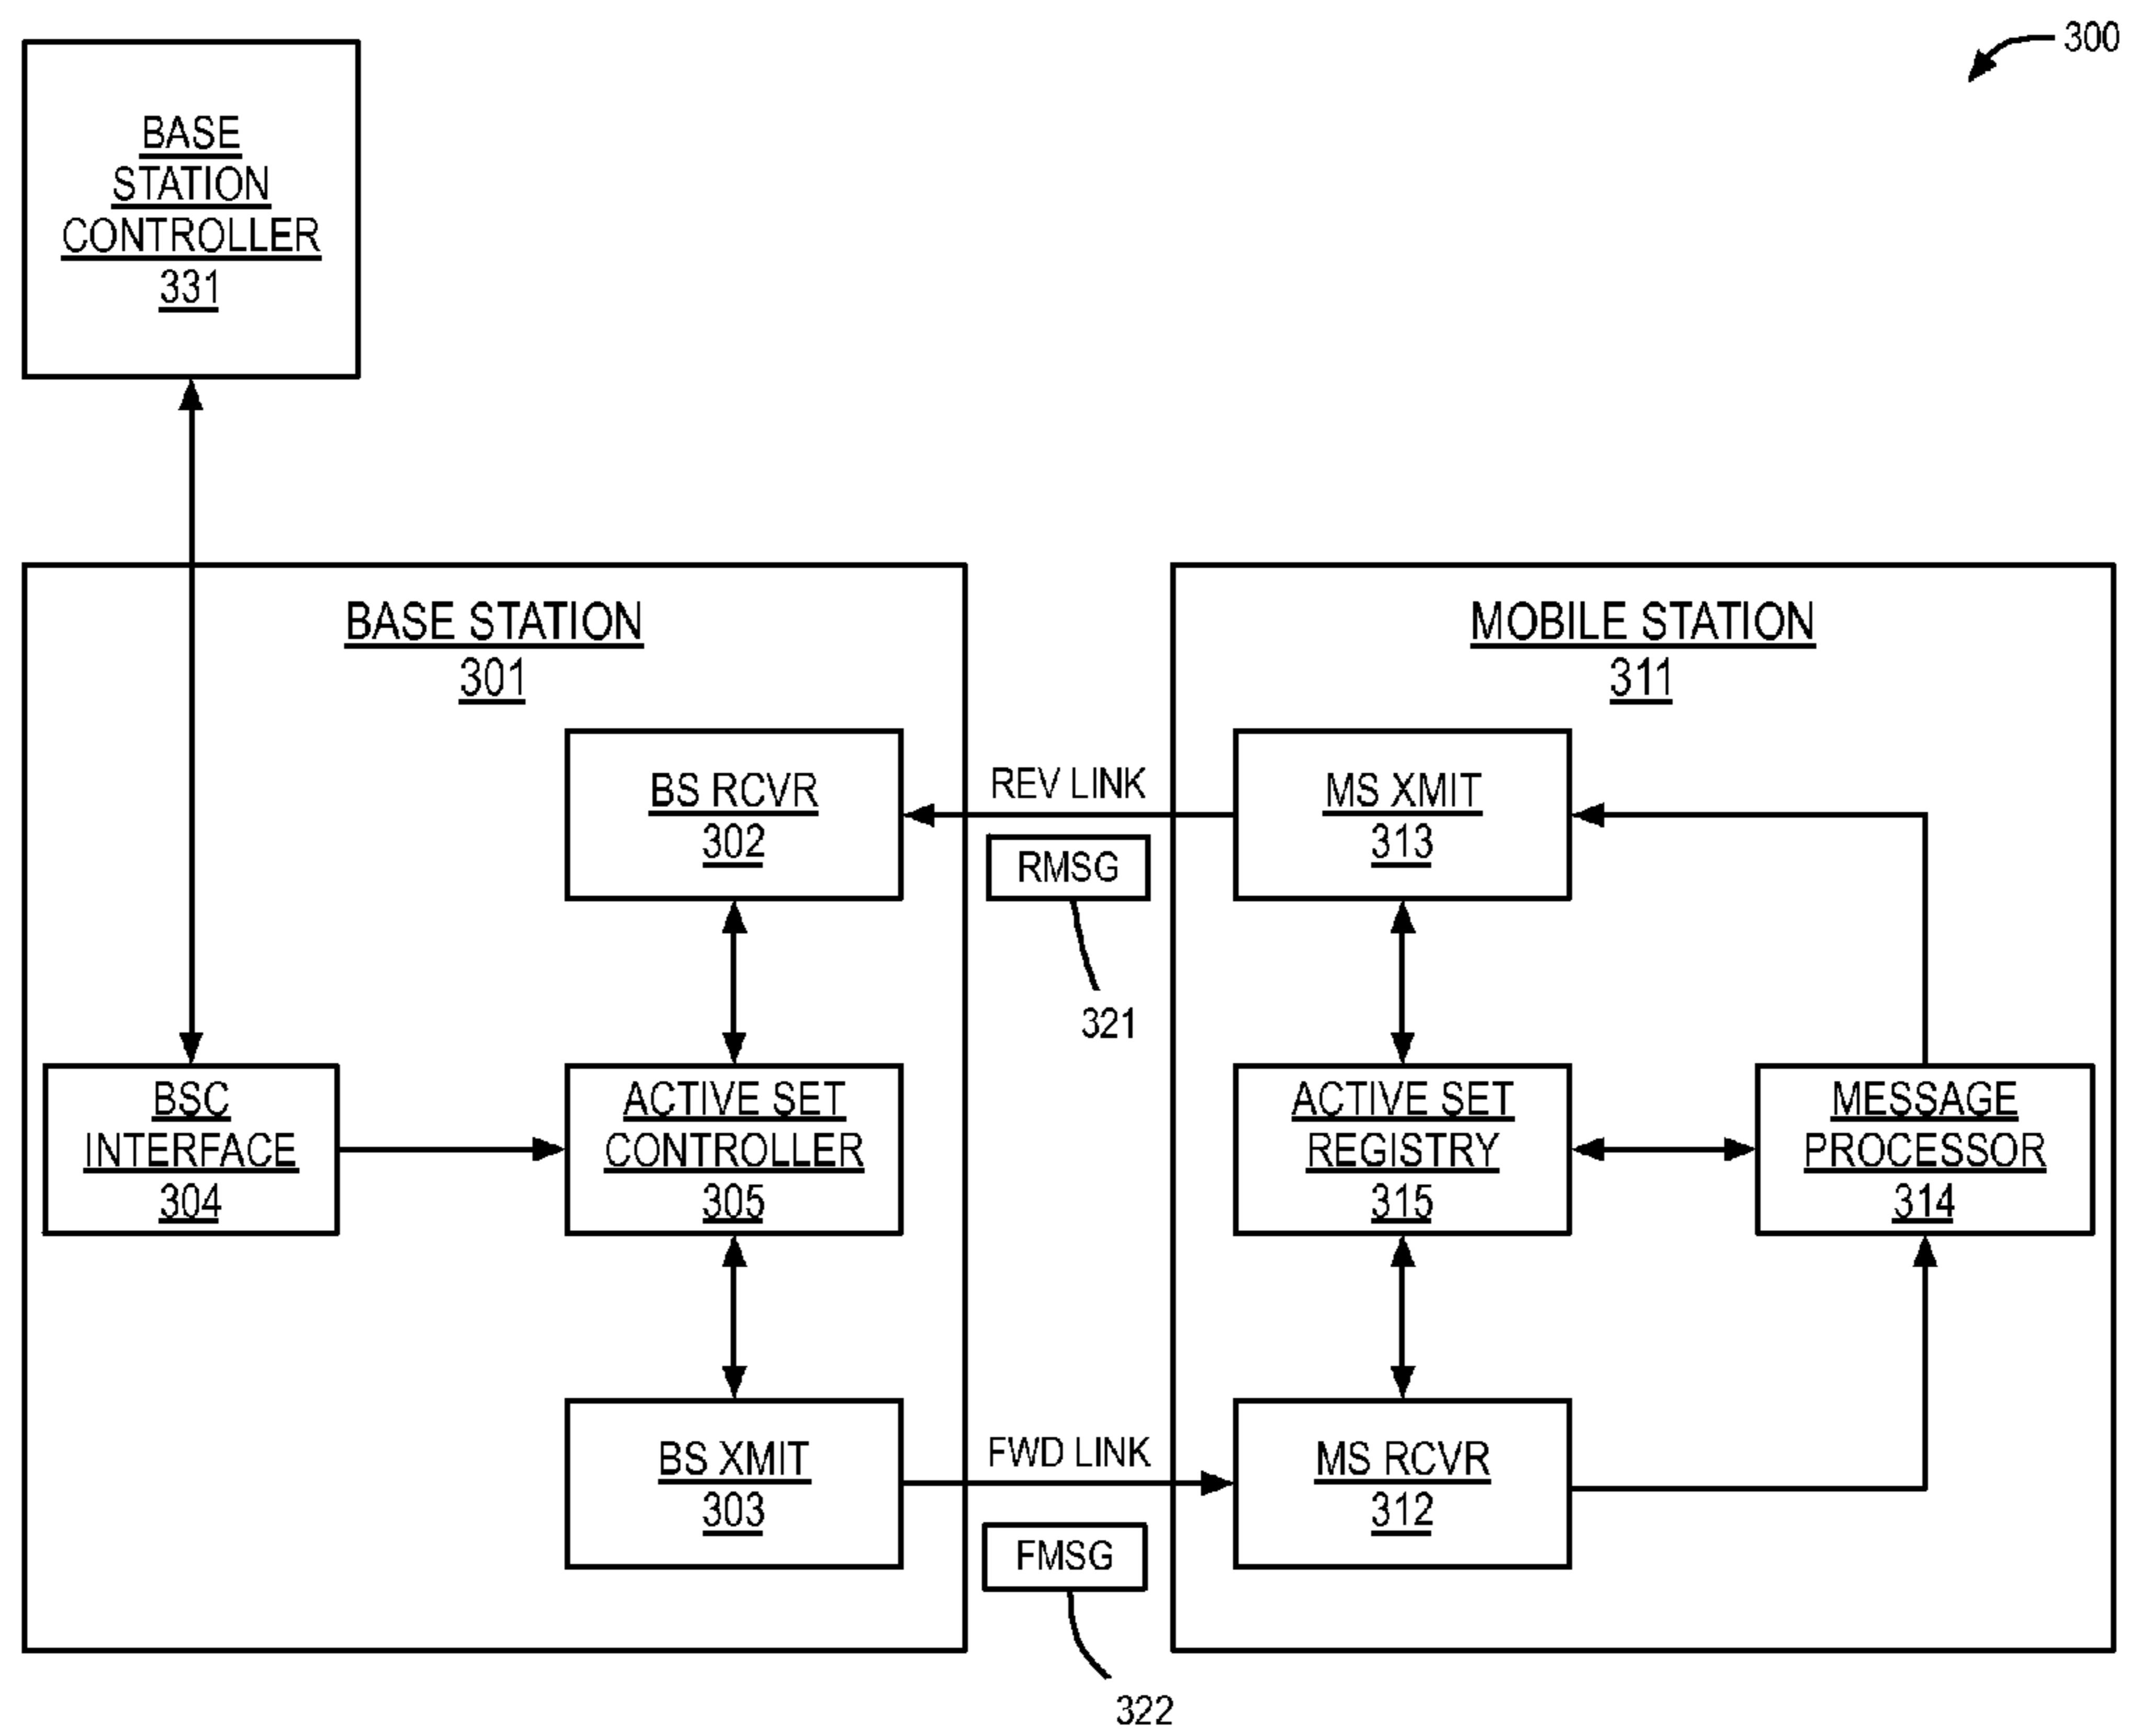 300
BASE
STATION
CONTROLLER
331
BASE STATION
301
MOBILE STATION
311
BS RCVR
302
REV LINK
RMSG
321
MS XMIT
313
BSC
INTERFACE
304
ACTIVE SET
CONTROLLER
305
ACTIVE SET
REGISTRY
315
MESSAGE
PROCESSOR
314
BS XMIT
303
FWD LINK
FMSG
322
MS RCVR
312